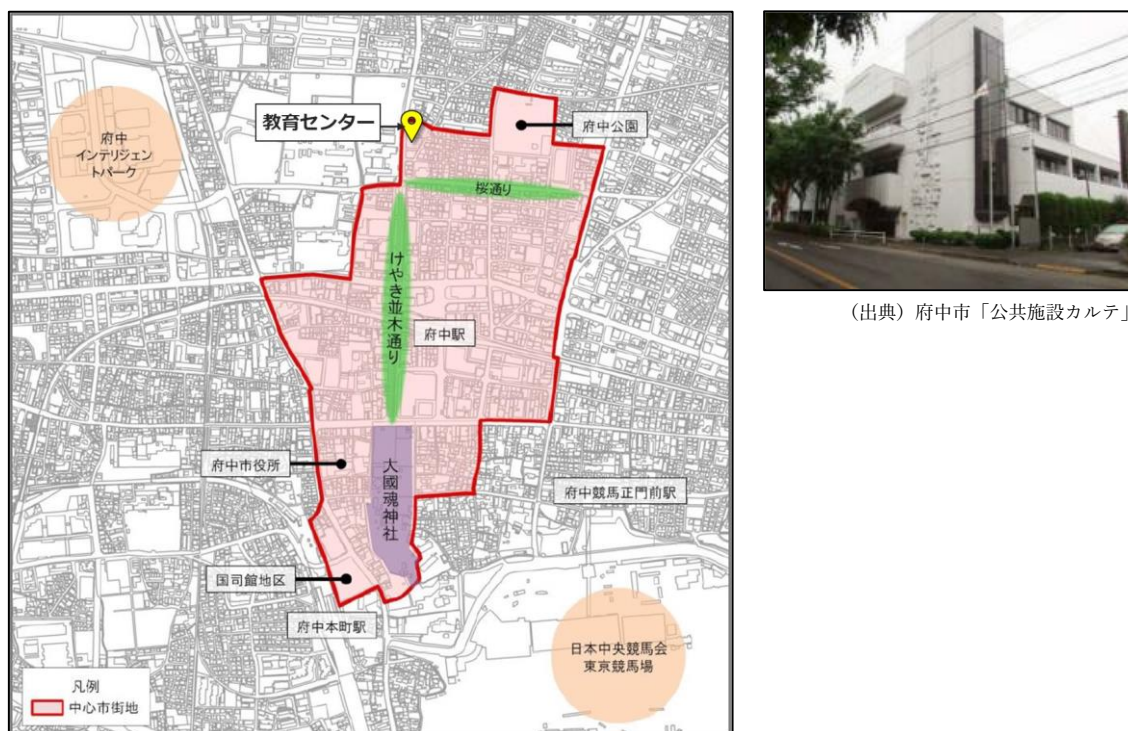 教育センター
府中公園
府中
インテリジェン
トパーク
桜通り
けやき並木通り
府中駅
府中市役所
大國魂神社
府中競馬正門前駅
国司館地区
府中本町駅
日本中央競馬会
東京競馬場
凡例
中心市街地
(出典)府中市「公共施設カルテ」